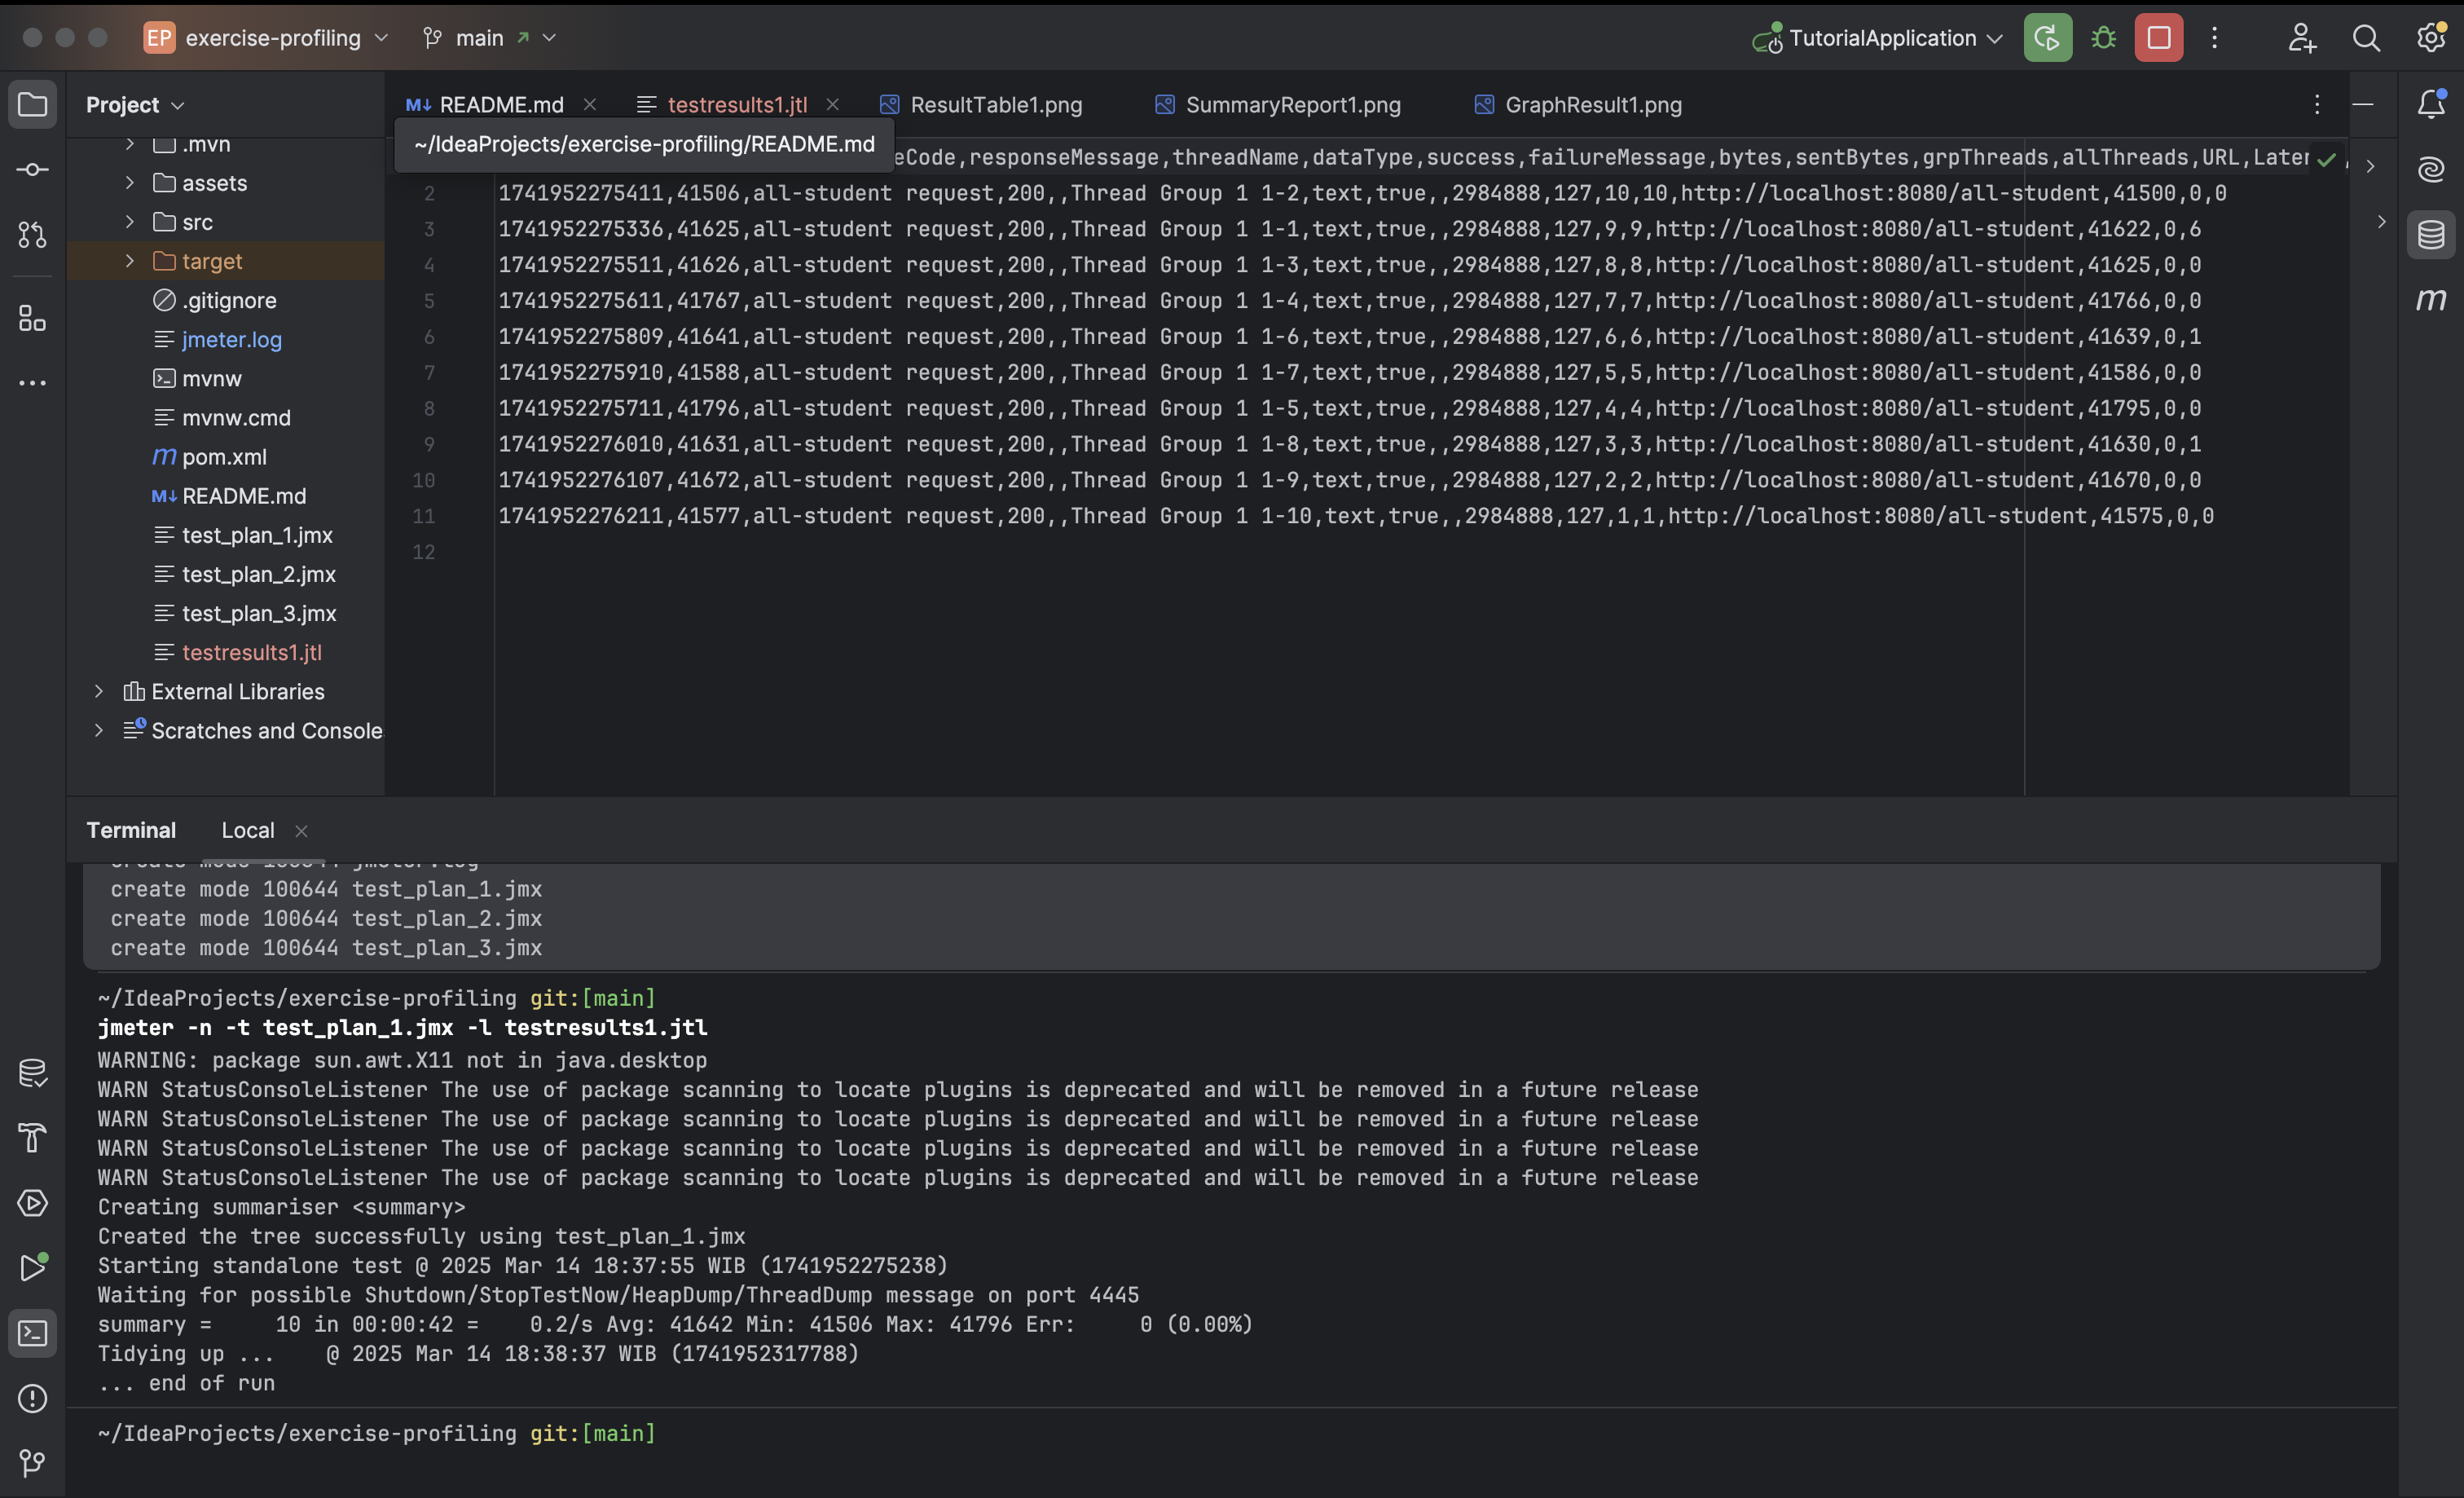 EP exercise-profiling main TutorialApplication
Project
README.md testresults1.jtl ResultTable1.png SummaryReport1.png GraphResult1.png
~/IdeaProjects/exercise-profiling/README.md
.mvn
assets
src
target
.gitignore
jmeter.log
mvnw
mvnw.cmd
pom.xml
README.md
test_plan_1.jmx
test_plan_2.jmx
test_plan_3.jmx
testresults1.jtl
External Libraries
Scratches and Console
eCode,responseMessage,threadName,dataType,success,failureMessage,bytes,sentBytes,grpThreads,allThreads,URL,Later
2 1741952275411,41506,all-student request,200,,Thread Group 1 1-2,text,true,,2984888,127,10,10,http://localhost:8080/all-student,41500,0,0
3 1741952275336,41625,all-student request,200,,Thread Group 1 1-1,text,true,,2984888,127,9,9,http://localhost:8080/all-student,41622,0,6
4 1741952275511,41626,all-student request,200,,Thread Group 1 1-3,text,true,,2984888,127,8,8,http://localhost:8080/all-student,41625,0,0
5 1741952275611,41767,all-student request,200,,Thread Group 1 1-4,text,true,,2984888,127,7,7,http://localhost:8080/all-student,41766,0,0
6 1741952275809,41641,all-student request,200,,Thread Group 1 1-6,text,true,,2984888,127,6,6,http://localhost:8080/all-student,41639,0,1
7 1741952275910,41588,all-student request,200,,Thread Group 1 1-7,text,true,,2984888,127,5,5,http://localhost:8080/all-student,41586,0,0
8 1741952275711,41796,all-student request,200,,Thread Group 1 1-5,text,true,,2984888,127,4,4,http://localhost:8080/all-student,41795,0,0
9 1741952276010,41631,all-student request,200,,Thread Group 1 1-8,text,true,,2984888,127,3,3,http://localhost:8080/all-student,41630,0,1
10 1741952276107,41672,all-student request,200,,Thread Group 1 1-9,text,true,,2984888,127,2,2,http://localhost:8080/all-student,41670,0,0
11 1741952276211,41577,all-student request,200,,Thread Group 1 1-10,text,true,,2984888,127,1,1,http://localhost:8080/all-student,41575,0,0
12
Terminal Local
create mode 100644 jmeter.log
create mode 100644 test_plan_1.jmx
create mode 100644 test_plan_2.jmx
create mode 100644 test_plan_3.jmx
~/IdeaProjects/exercise-profiling git:[main]
jmeter -n -t test_plan_1.jmx -l testresults1.jtl
WARNING: package sun.awt.X11 not in java.desktop
WARN StatusConsoleListener The use of package scanning to locate plugins is deprecated and will be removed in a future release
WARN StatusConsoleListener The use of package scanning to locate plugins is deprecated and will be removed in a future release
WARN StatusConsoleListener The use of package scanning to locate plugins is deprecated and will be removed in a future release
WARN StatusConsoleListener The use of package scanning to locate plugins is deprecated and will be removed in a future release
Creating summariser <summary>
Created the tree successfully using test_plan_1.jmx
Starting standalone test @ 2025 Mar 14 18:37:55 WIB (1741952275238)
Waiting for possible Shutdown/StopTestNow/HeapDump/ThreadDump message on port 4445
summary =     10 in 00:00:42 =    0.2/s Avg: 41642 Min: 41506 Max: 41796 Err:     0 (0.00%)
Tidying up ...    @ 2025 Mar 14 18:38:37 WIB (1741952317788)
... end of run
~/IdeaProjects/exercise-profiling git:[main]